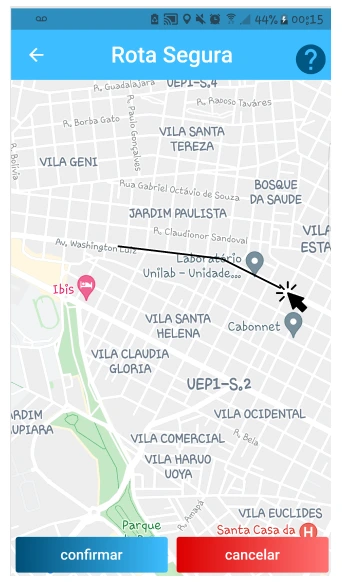 44% 00:15
Rota Segura
?
R. Guadalajara
UEP1-S.4
R. Raposo Tavares
R. Borba Gato
R. Paulo Gonçalves
VILA SANTA
TEREZA
R. Bolívia
VILA GENI
Rua Gabriel Octávio de Souza
BOSQUE
DA SAUDE
JARDIM PAULISTA
R. Claudionor Sandoval
VILA
ESTA
Av. Washington Luiz
Laboratório
Unilab - Unidade...
Ibis
VILA SANTA
HELENA
Cabonnet
VILA CLAUDIA
GLORIA
UEP1-S.2
ARDIM
UPIARA
VILA OCIDENTAL
VILA COMERCIAL
R. Bela
VILA HARUO
UOYA
R. Amapá
VILA EUCLIDES
Parque
Santa Casa da
H
confirmar
cancelar